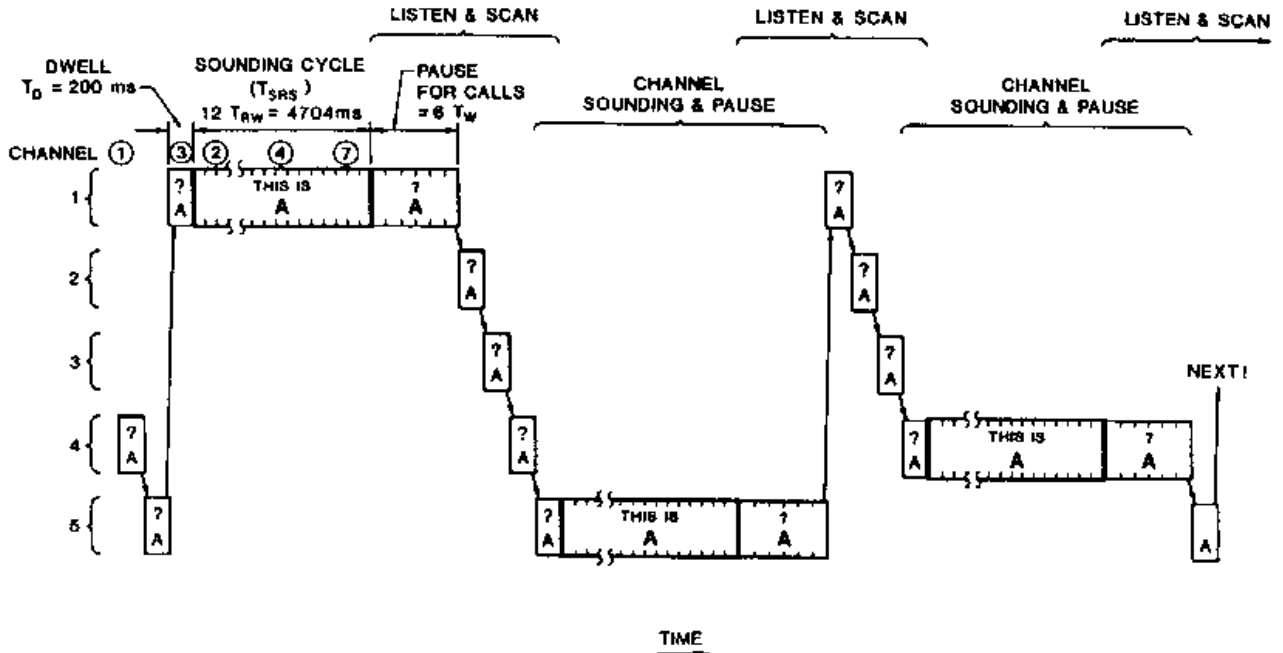 LISTEN & SCAN
LISTEN & SCAN
LISTEN & SCAN
DWELL
T_D = 200 ms
SOUNDING CYCLE
(T_SRS)
12 T_RW = 4704ms
PAUSE
FOR CALLS
= 6 T_W
CHANNEL
SOUNDING & PAUSE
CHANNEL
SOUNDING & PAUSE
CHANNEL ① ③ ② ④ ⑦
1
?
A
THIS IS
A
?
A
?
A
2
?
A
?
A
3
?
A
?
A
NEXT!
4
?
A
?
A
?
A
THIS IS
A
?
A
5
?
A
?
A
THIS IS
A
?
A
A
TIME